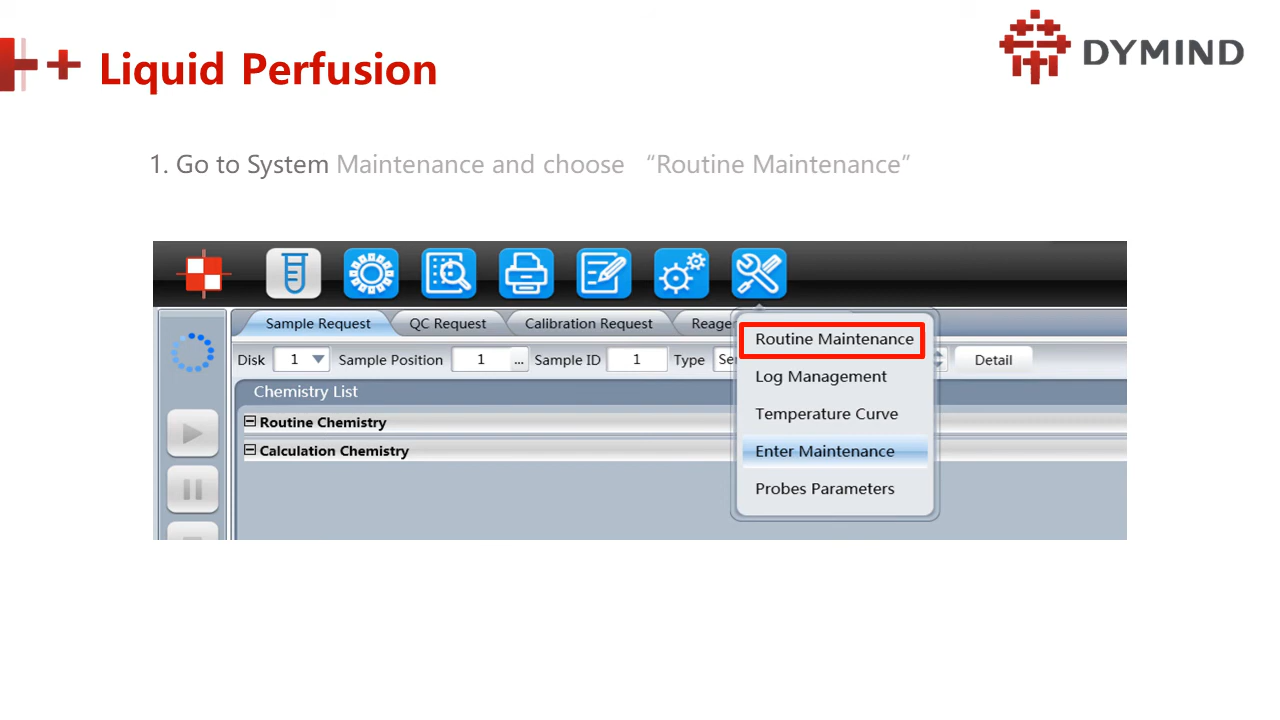 Liquid Perfusion
DYMIND
1. Go to System Maintenance and choose “Routine Maintenance”
Sample Request QC Request Calibration Request Reage
Disk 1 Sample Position 1 ... Sample ID 1 Type Se Detail
Chemistry List
Routine Chemistry
Calculation Chemistry
Routine Maintenance
Log Management
Temperature Curve
Enter Maintenance
Probes Parameters